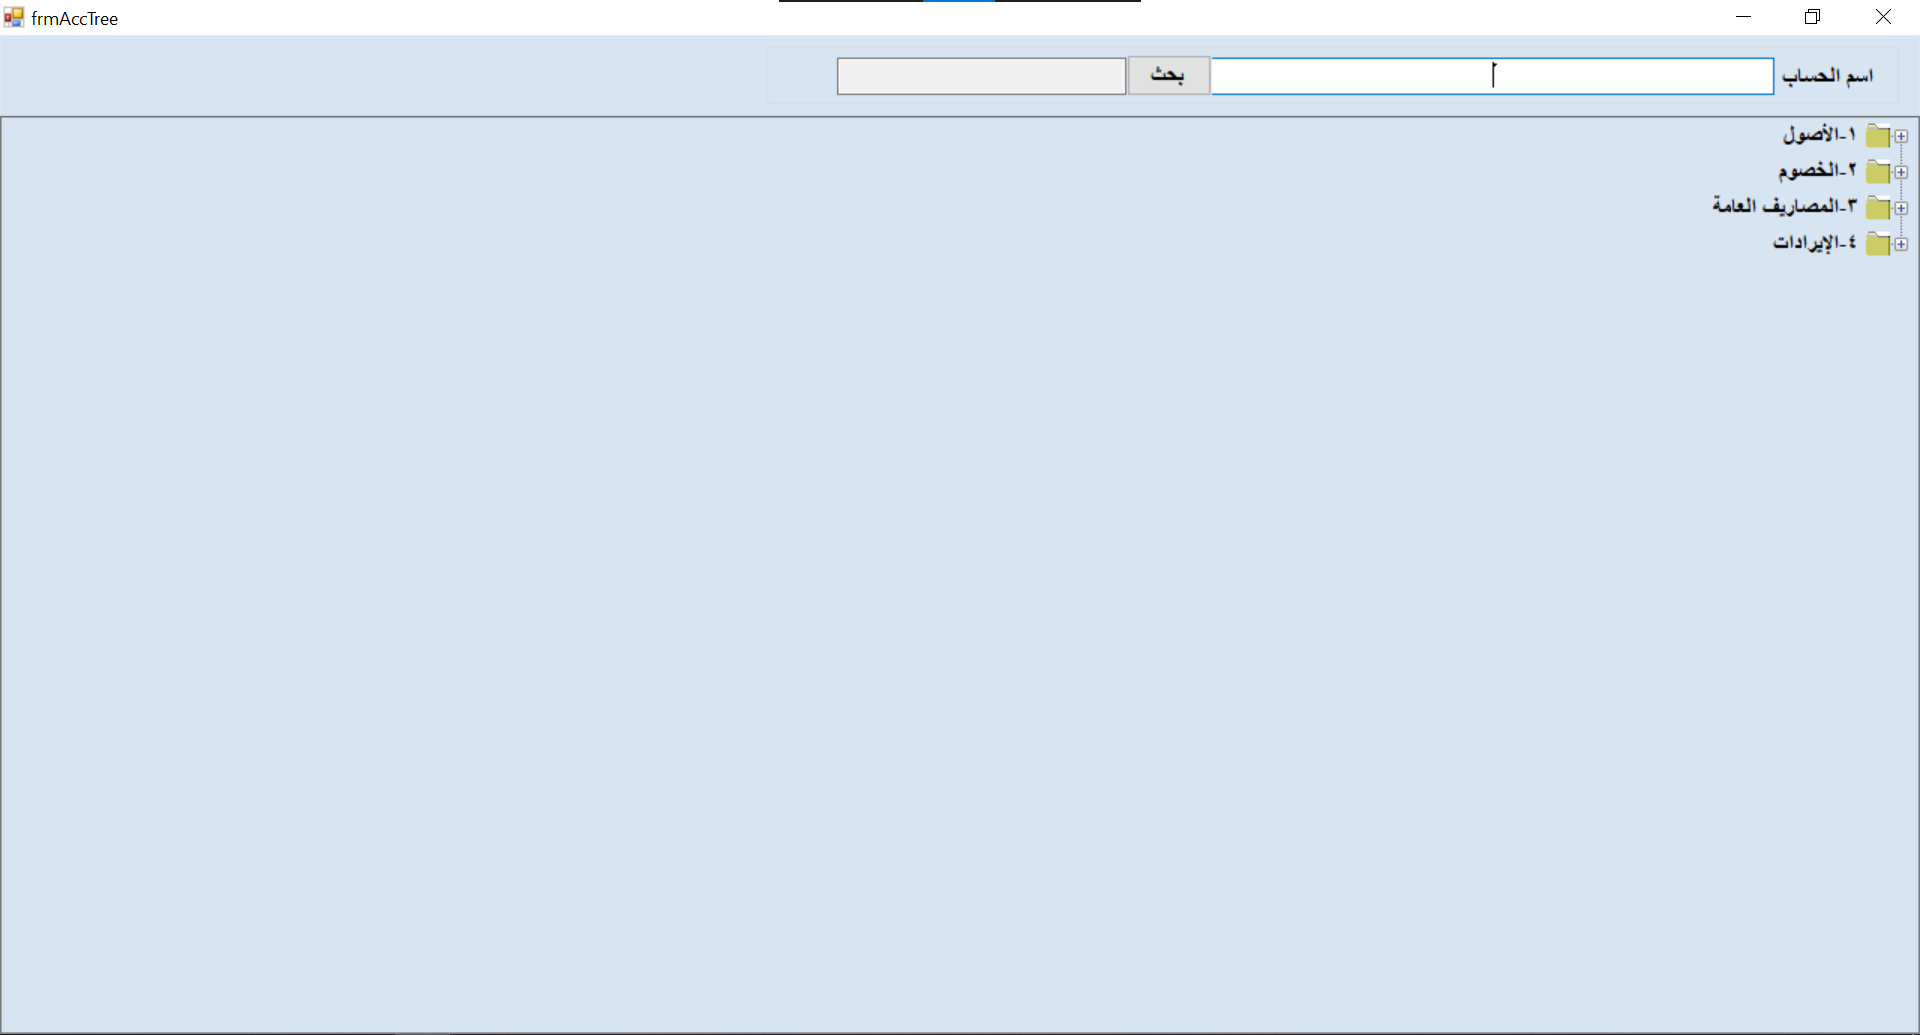 frmAccTree
اسم الحساب
بحث
١-الأصول
٢-الخصوم
٣-المصاريف العامة
٤-الإيرادات